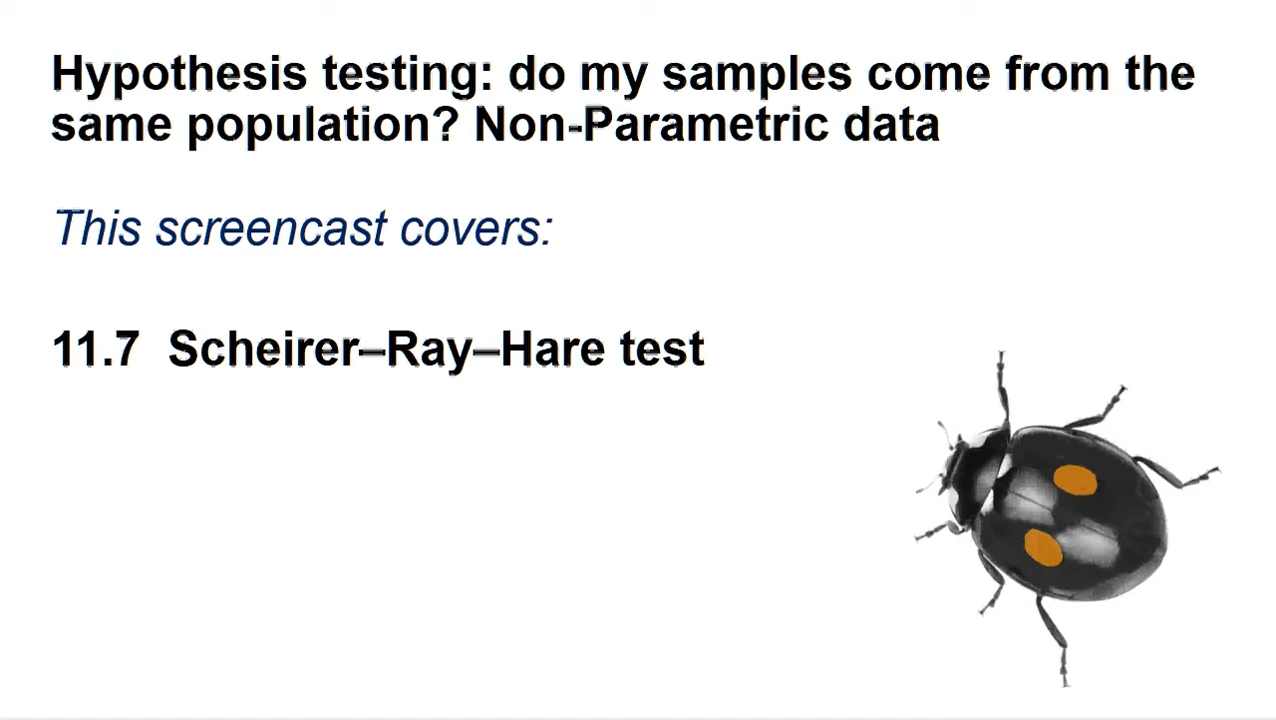 Hypothesis testing: do my samples come from the
same population? Non-Parametric data
This screencast covers:
11.7 Scheirer–Ray–Hare test